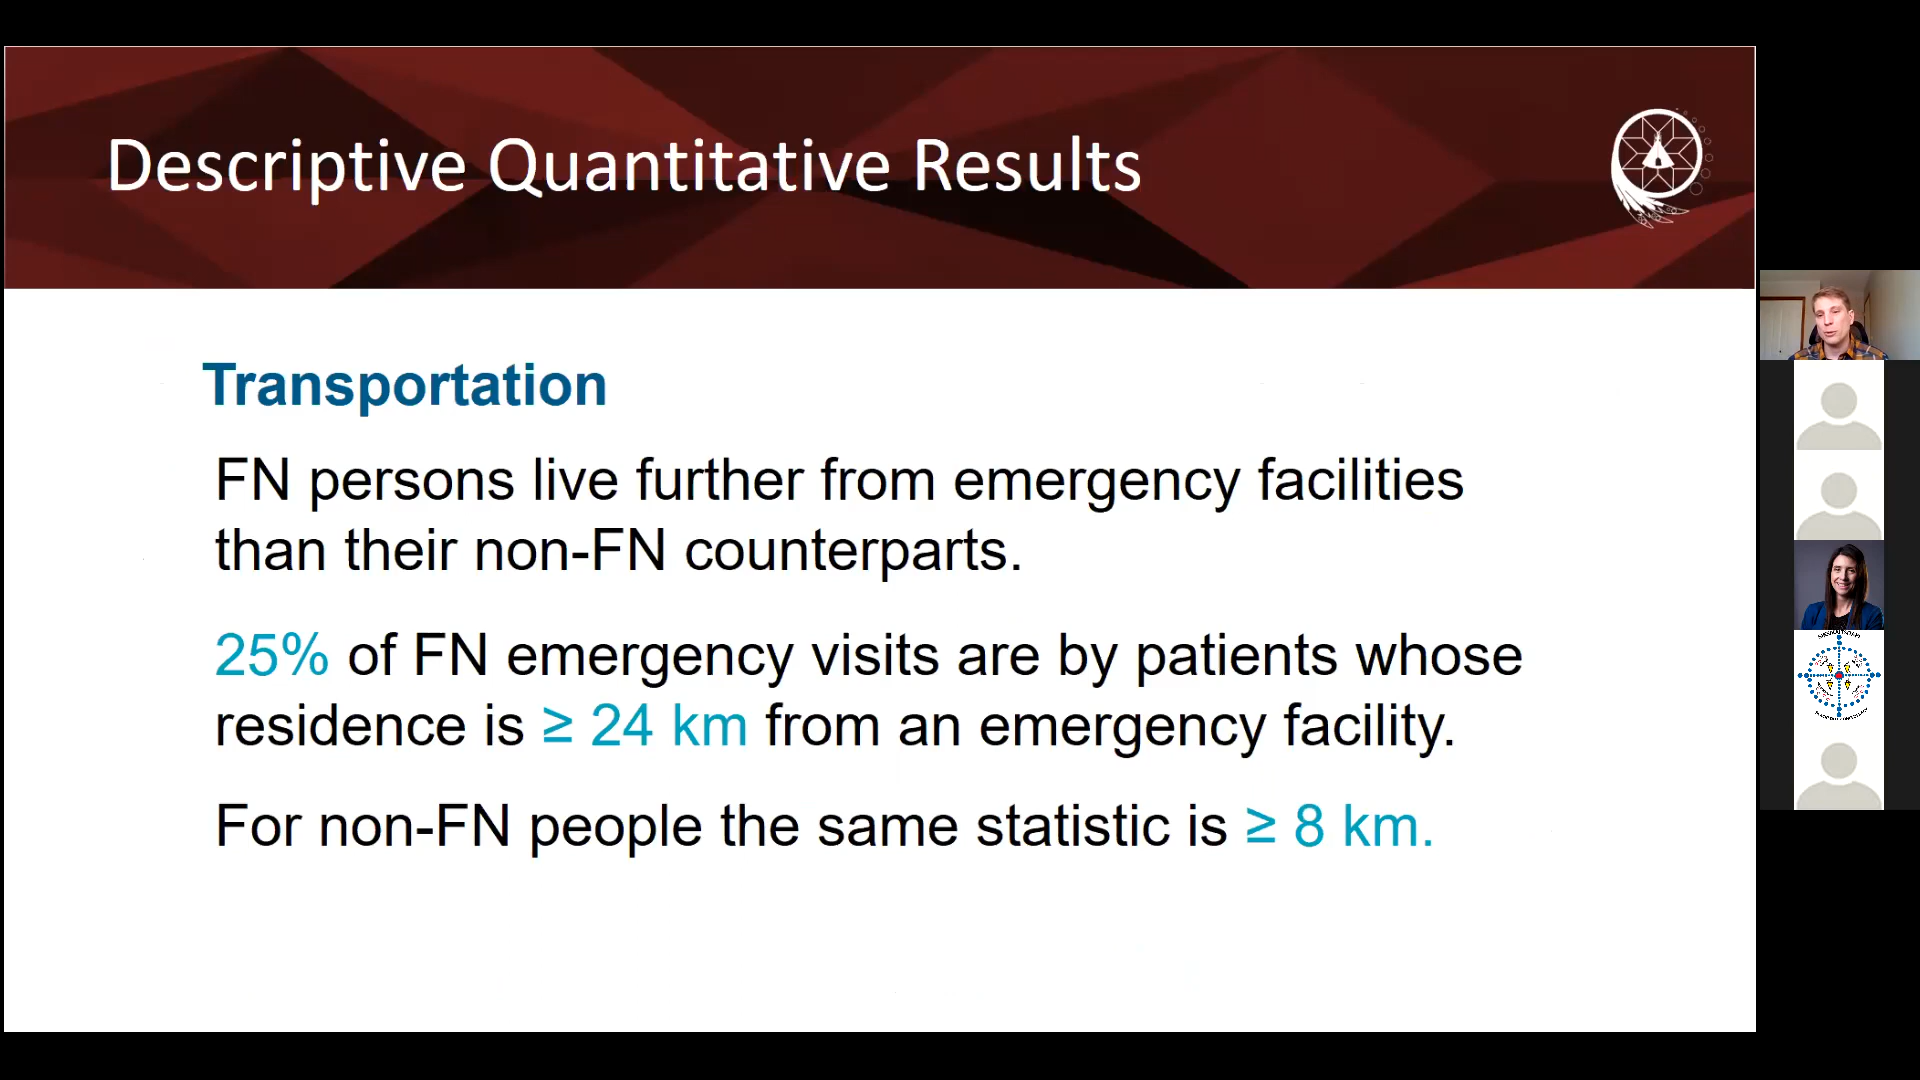 Descriptive Quantitative Results
Transportation
FN persons live further from emergency facilities
than their non-FN counterparts.
25% of FN emergency visits are by patients whose
residence is ≥ 24 km from an emergency facility.
For non-FN people the same statistic is ≥ 8 km.